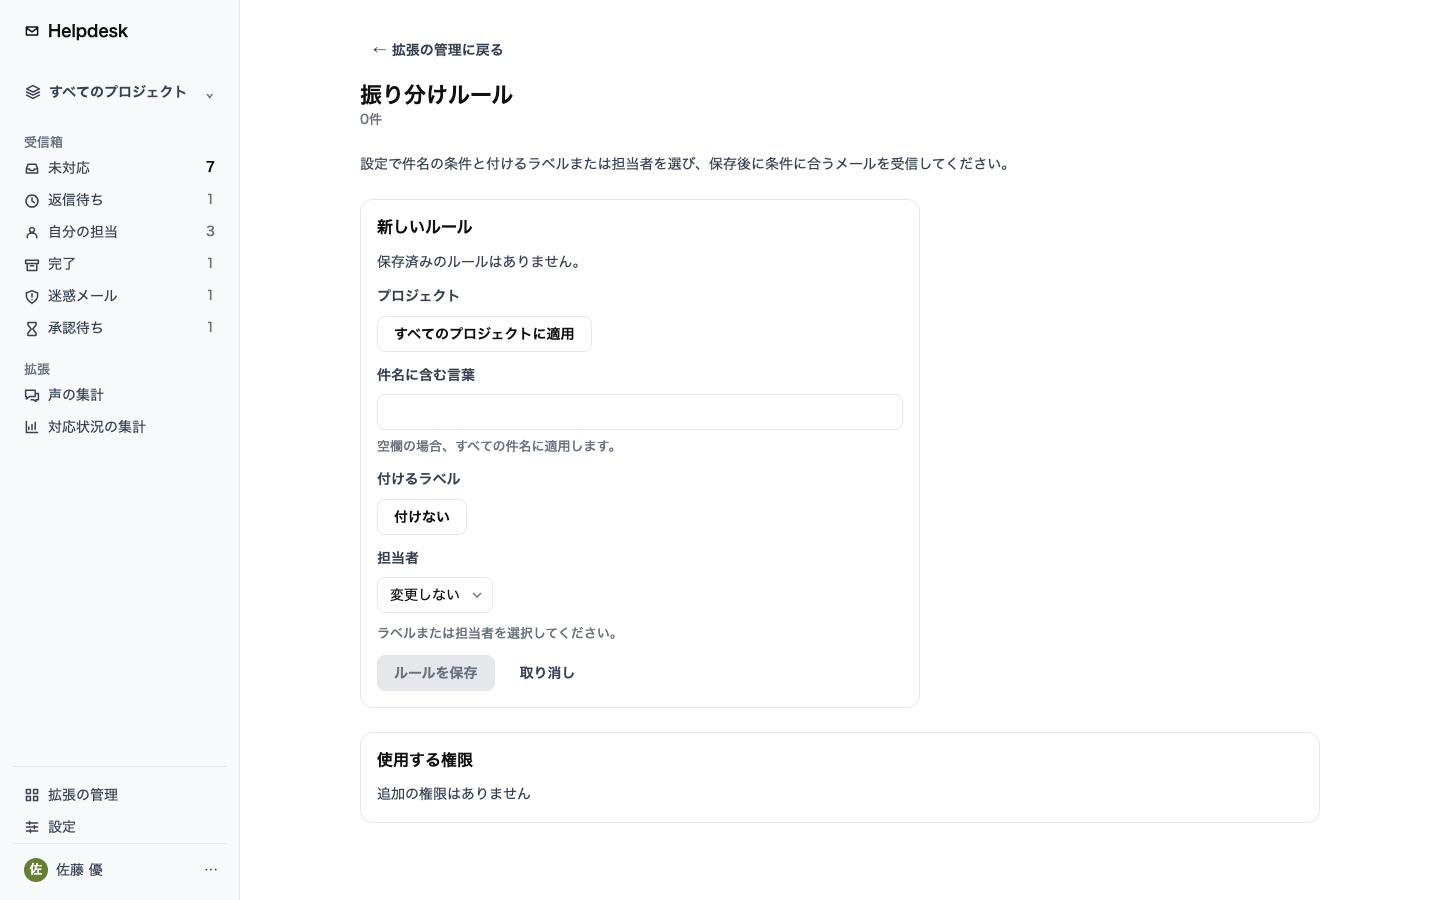 Helpdesk
すべてのプロジェクト
受信箱
未対応 7
返信待ち 1
自分の担当 3
完了 1
迷惑メール 1
承認待ち 1
拡張
声の集計
対応状況の集計
拡張の管理
設定
佐 佐藤 優 …
← 拡張の管理に戻る
振り分けルール
0件
設定で件名の条件と付けるラベルまたは担当者を選び、保存後に条件に合うメールを受信してください。
新しいルール
保存済みのルールはありません。
プロジェクト
すべてのプロジェクトに適用
件名に含む言葉
空欄の場合、すべての件名に適用します。
付けるラベル
付けない
担当者
変更しない
ラベルまたは担当者を選択してください。
ルールを保存 取り消し
使用する権限
追加の権限はありません